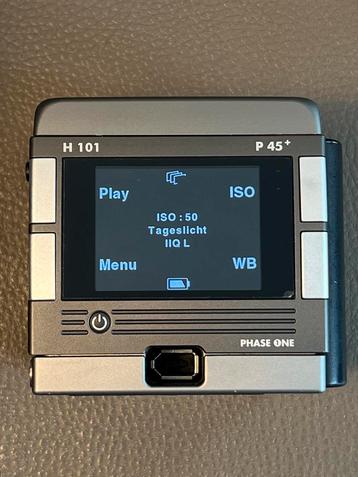 H 101 P 45+
Play ISO
ISO : 50
Tageslicht
IIQ L
Menu WB
PHASE ONE